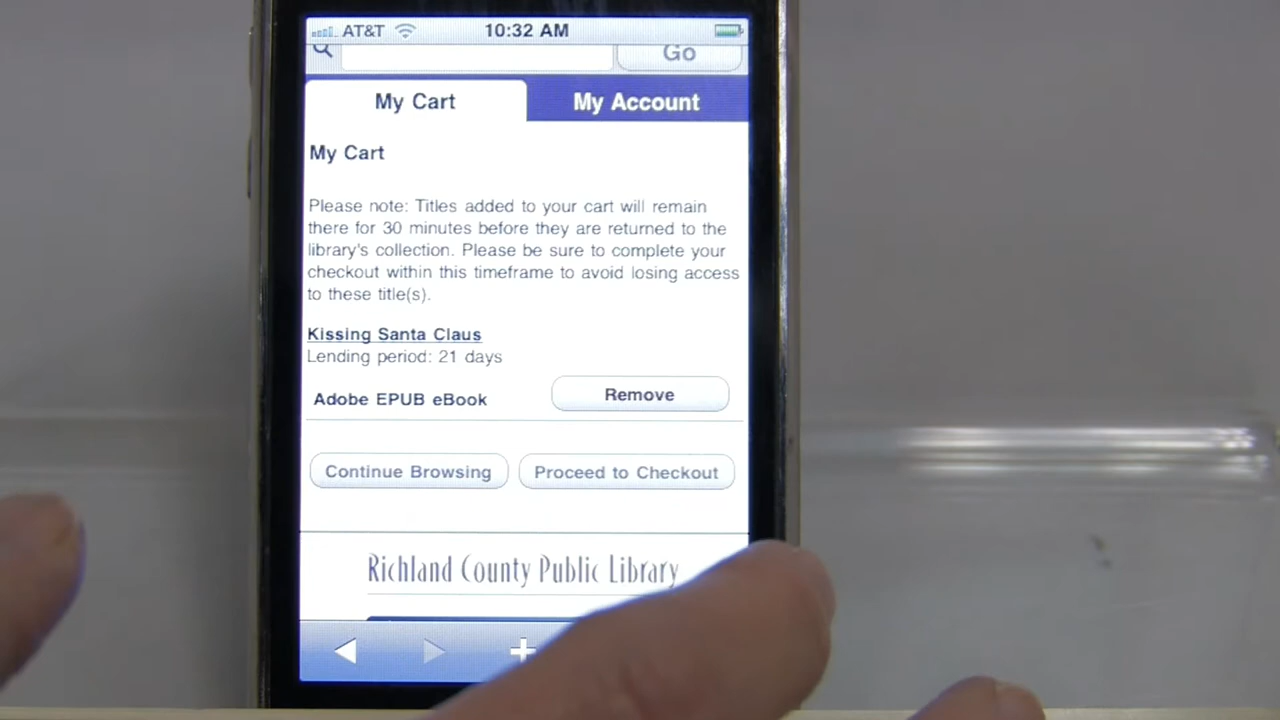 AT&T 10:32 AM
Go
My Cart My Account
My Cart
Please note: Titles added to your cart will remain
there for 30 minutes before they are returned to the
library's collection. Please be sure to complete your
checkout within this timeframe to avoid losing access
to these title(s).
Kissing Santa Claus
Lending period: 21 days
Adobe EPUB eBook Remove
Continue Browsing Proceed to Checkout
Richland County Public Library